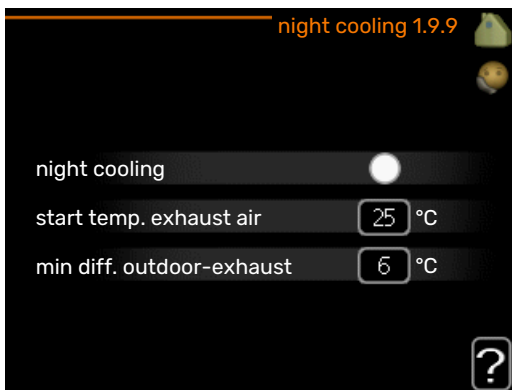 night cooling 1.9.9
night cooling
start temp. exhaust air 25 °C
min diff. outdoor-exhaust 6 °C
?